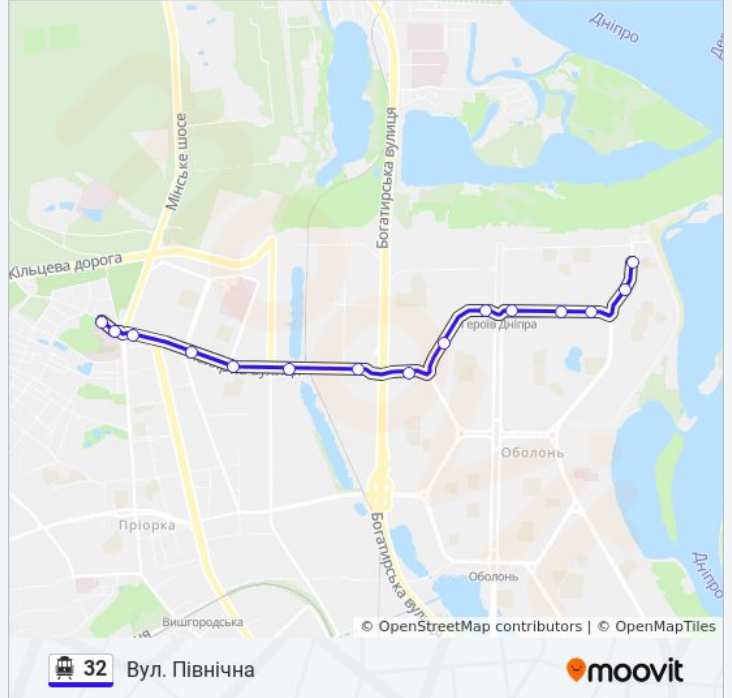 Дніпро
Мінське шосе
Богатирська вулиця
Кільцева дорога
Героїв Дніпра
Оболонь
Пріорка
Богатирська вул
Оболонь
Дніпро
Вишгородська
© OpenStreetMap contributors | © OpenMapTiles
32 Вул. Північна
moovit